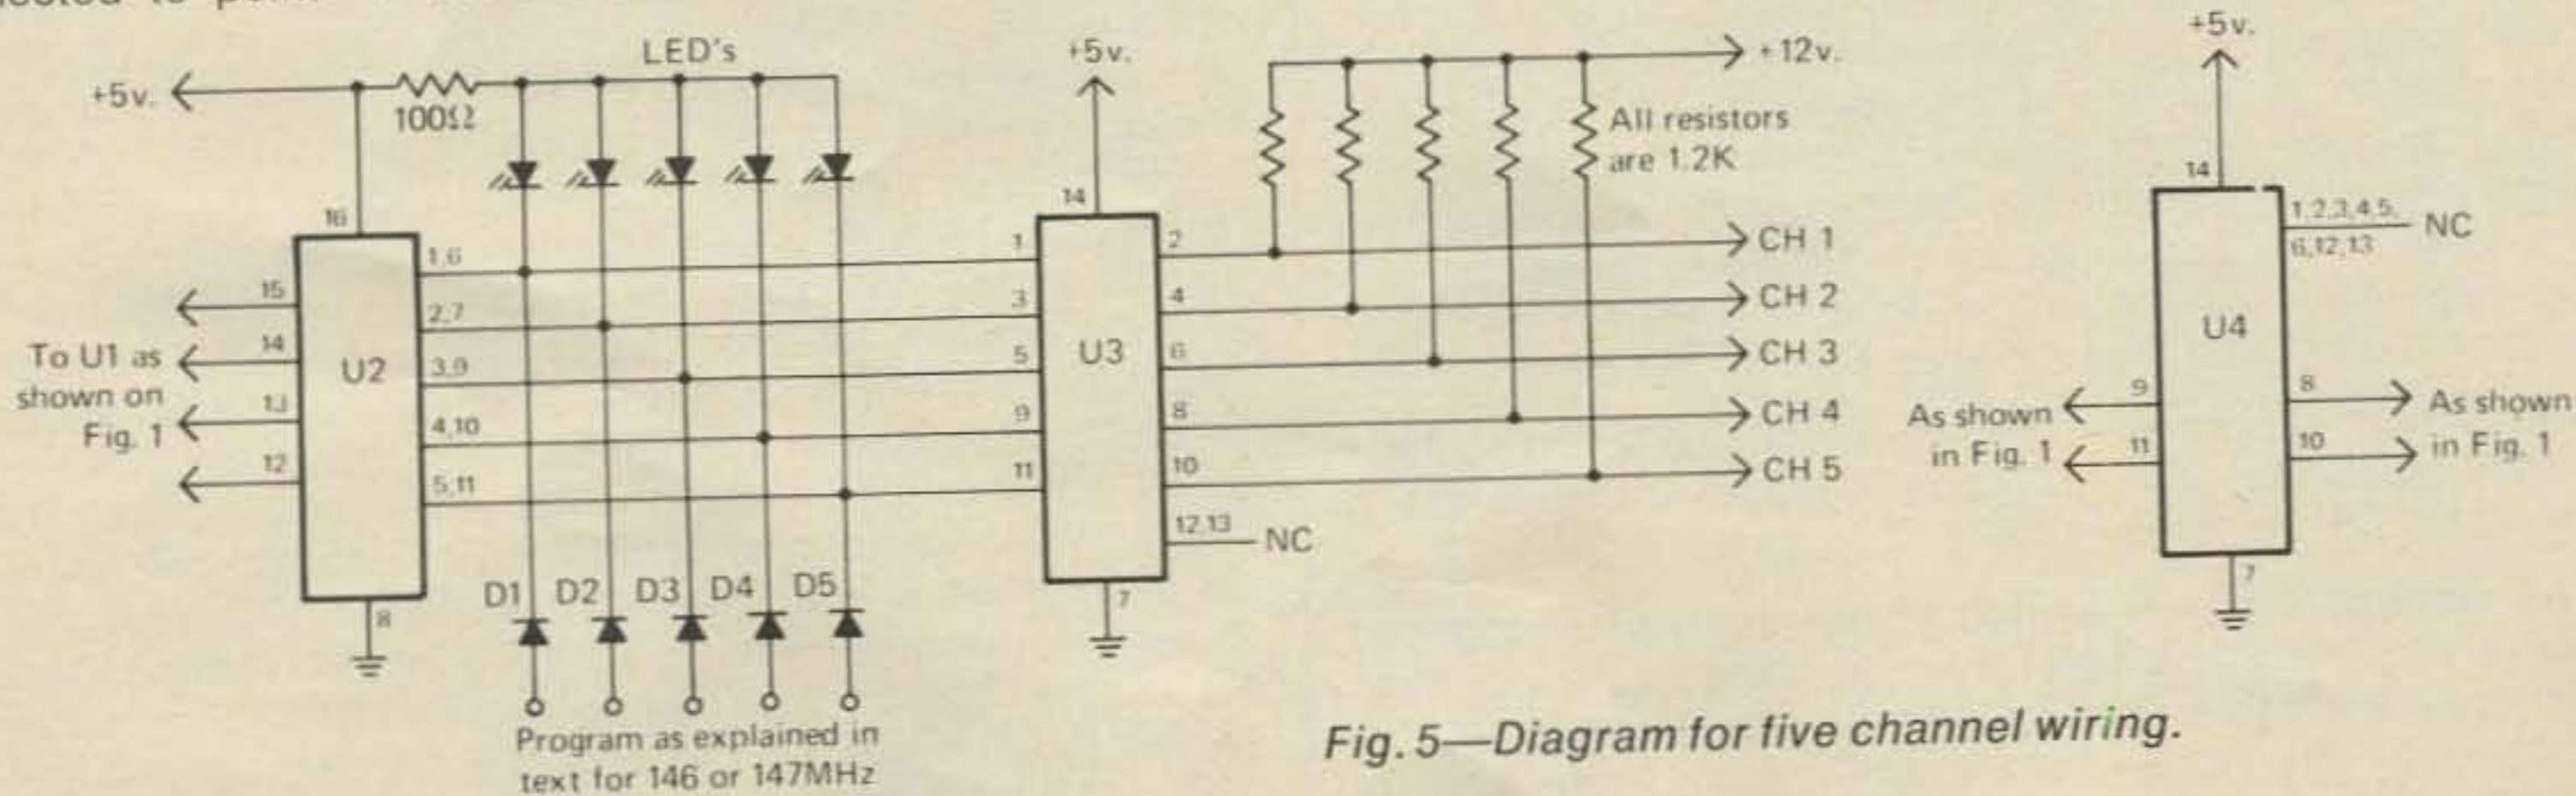 LED's
+5v.
100Ω
16
15
14
13
12
To U1 as
shown on
Fig. 1
U2
1,6
2,7
3,9
4,10
5,11
8
D1 D2 D3 D4 D5
Program as explained in
text for 146 or 147MHz
+5v.
14
1
3
5
9
11
U3
2
4
6
8
10
12,13
NC
7
+12v.
All resistors
are 1.2K
CH 1
CH 2
CH 3
CH 4
CH 5
+5v.
14
1,2,3,4,5,
6,12,13
NC
U4
9
11
As shown
in Fig. 1
8
10
As shown
in Fig. 1
7
Fig. 5—Diagram for five channel wiring.